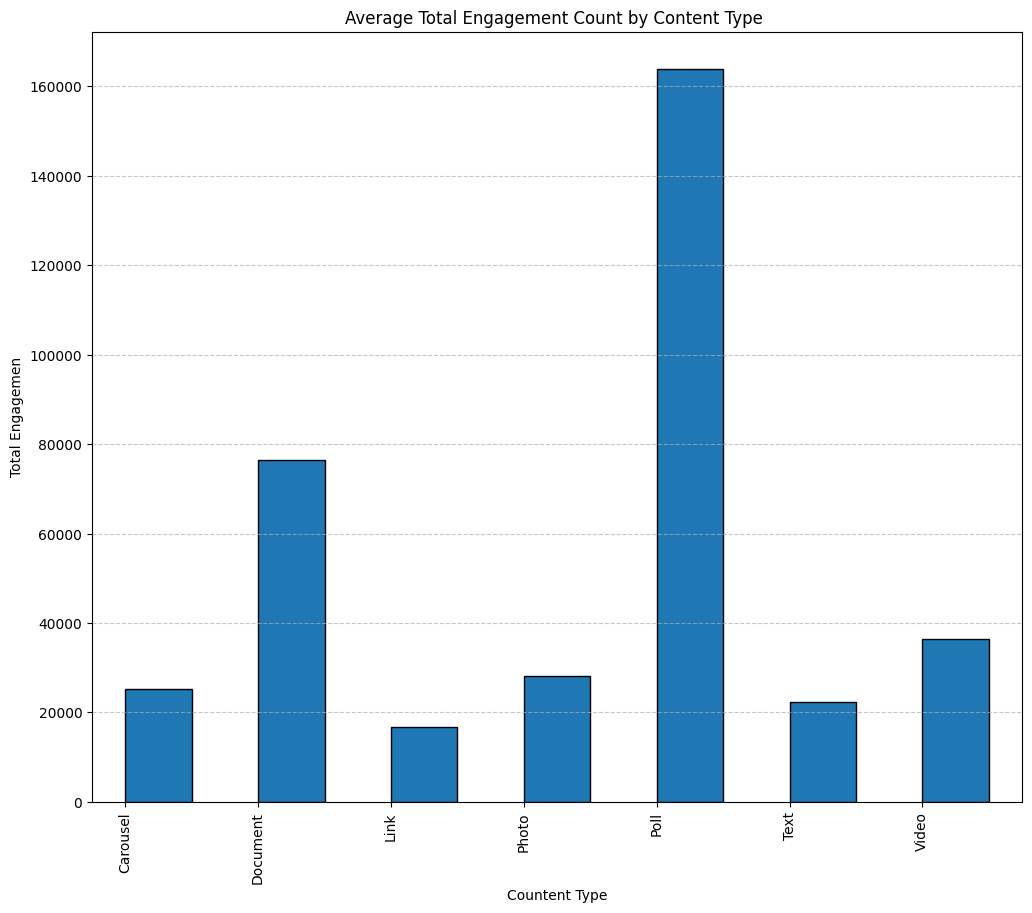 Average Total Engagement Count by Content Type
Total Engagemen
160000
140000
120000
100000
80000
60000
40000
20000
0
Carousel
Document
Link
Photo
Poll
Text
Video
Countent Type